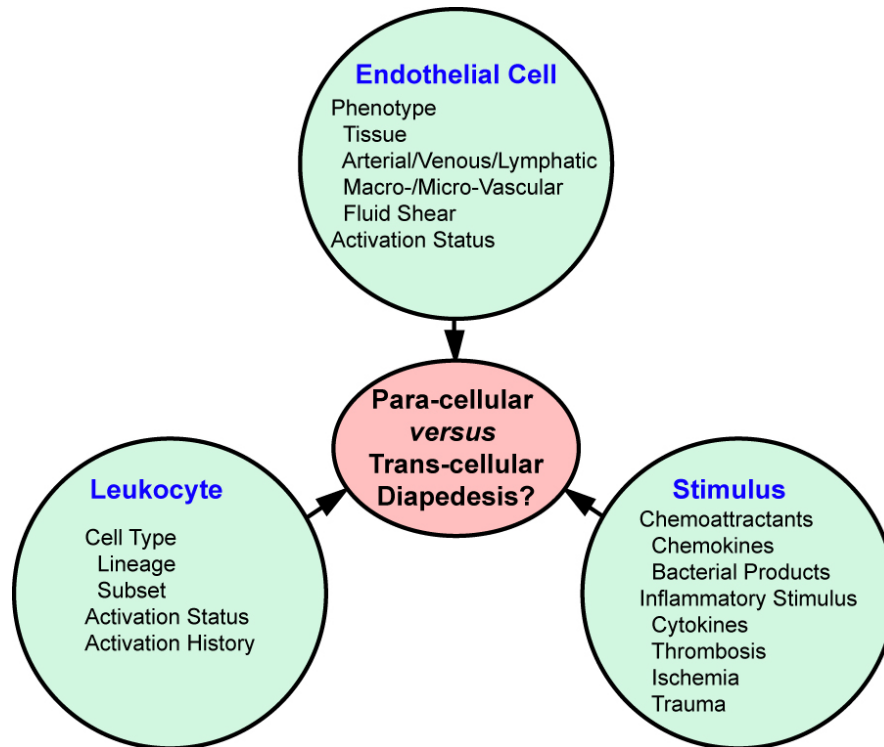 Endothelial Cell
Phenotype
Tissue
Arterial/Venous/Lymphatic
Macro-/Micro-Vascular
Fluid Shear
Activation Status
Para-cellular
versus
Trans-cellular
Diapedesis?
Leukocyte
Cell Type
Lineage
Subset
Activation Status
Activation History
Stimulus
Chemoattractants
Chemokines
Bacterial Products
Inflammatory Stimulus
Cytokines
Thrombosis
Ischemia
Trauma